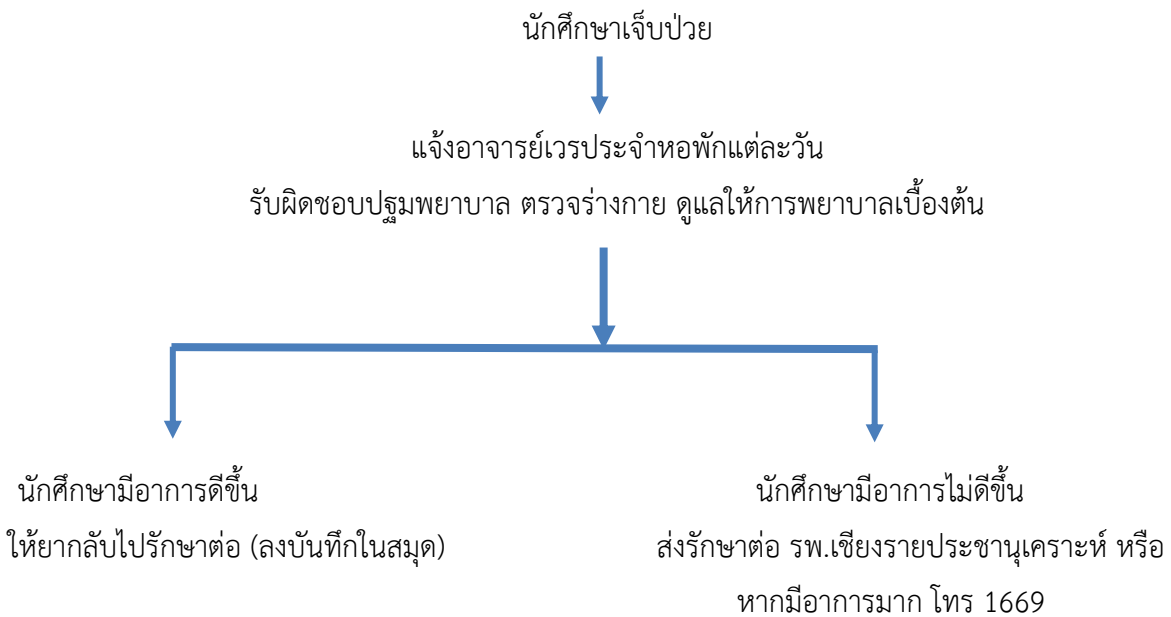 นักศึกษาเจ็บป่วย
แจ้งอาจารย์เวรประจำหอพักแต่ละวัน
รับผิดชอบปฐมพยาบาล ตรวจร่างกาย ดูแลให้การพยาบาลเบื้องต้น
นักศึกษามีอาการดีขึ้น
ให้ยากลับไปรักษาต่อ (ลงบันทึกในสมุด)
นักศึกษามีอาการไม่ดีขึ้น
ส่งรักษาต่อ รพ.เชียงรายประชานุเคราะห์ หรือ
หากมีอาการมาก โทร 1669